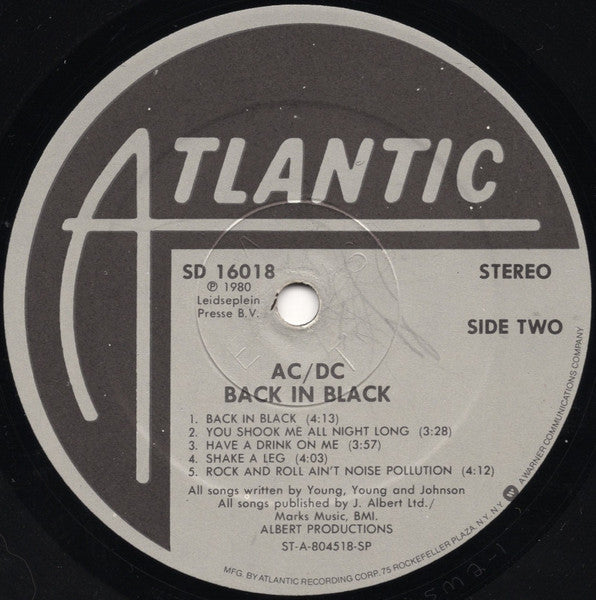 ATLANTIC
SD 16018
℗ 1980
Leidseplein
Presse B.V.
STEREO
SIDE TWO
AC/DC
BACK IN BLACK
1. BACK IN BLACK (4:13)
2. YOU SHOOK ME ALL NIGHT LONG (3:28)
3. HAVE A DRINK ON ME (3:57)
4. SHAKE A LEG (4:03)
5. ROCK AND ROLL AIN'T NOISE POLLUTION (4:12)
All songs written by Young, Young and Johnson
All songs published by J. Albert Ltd./
Marks Music, BMI.
ALBERT PRODUCTIONS
ST-A-804518-SP
MFG. BY ATLANTIC RECORDING CORP. 75 ROCKEFELLER PLAZA, N.Y. N.Y. A WARNER COMMUNICATIONS COMPANY